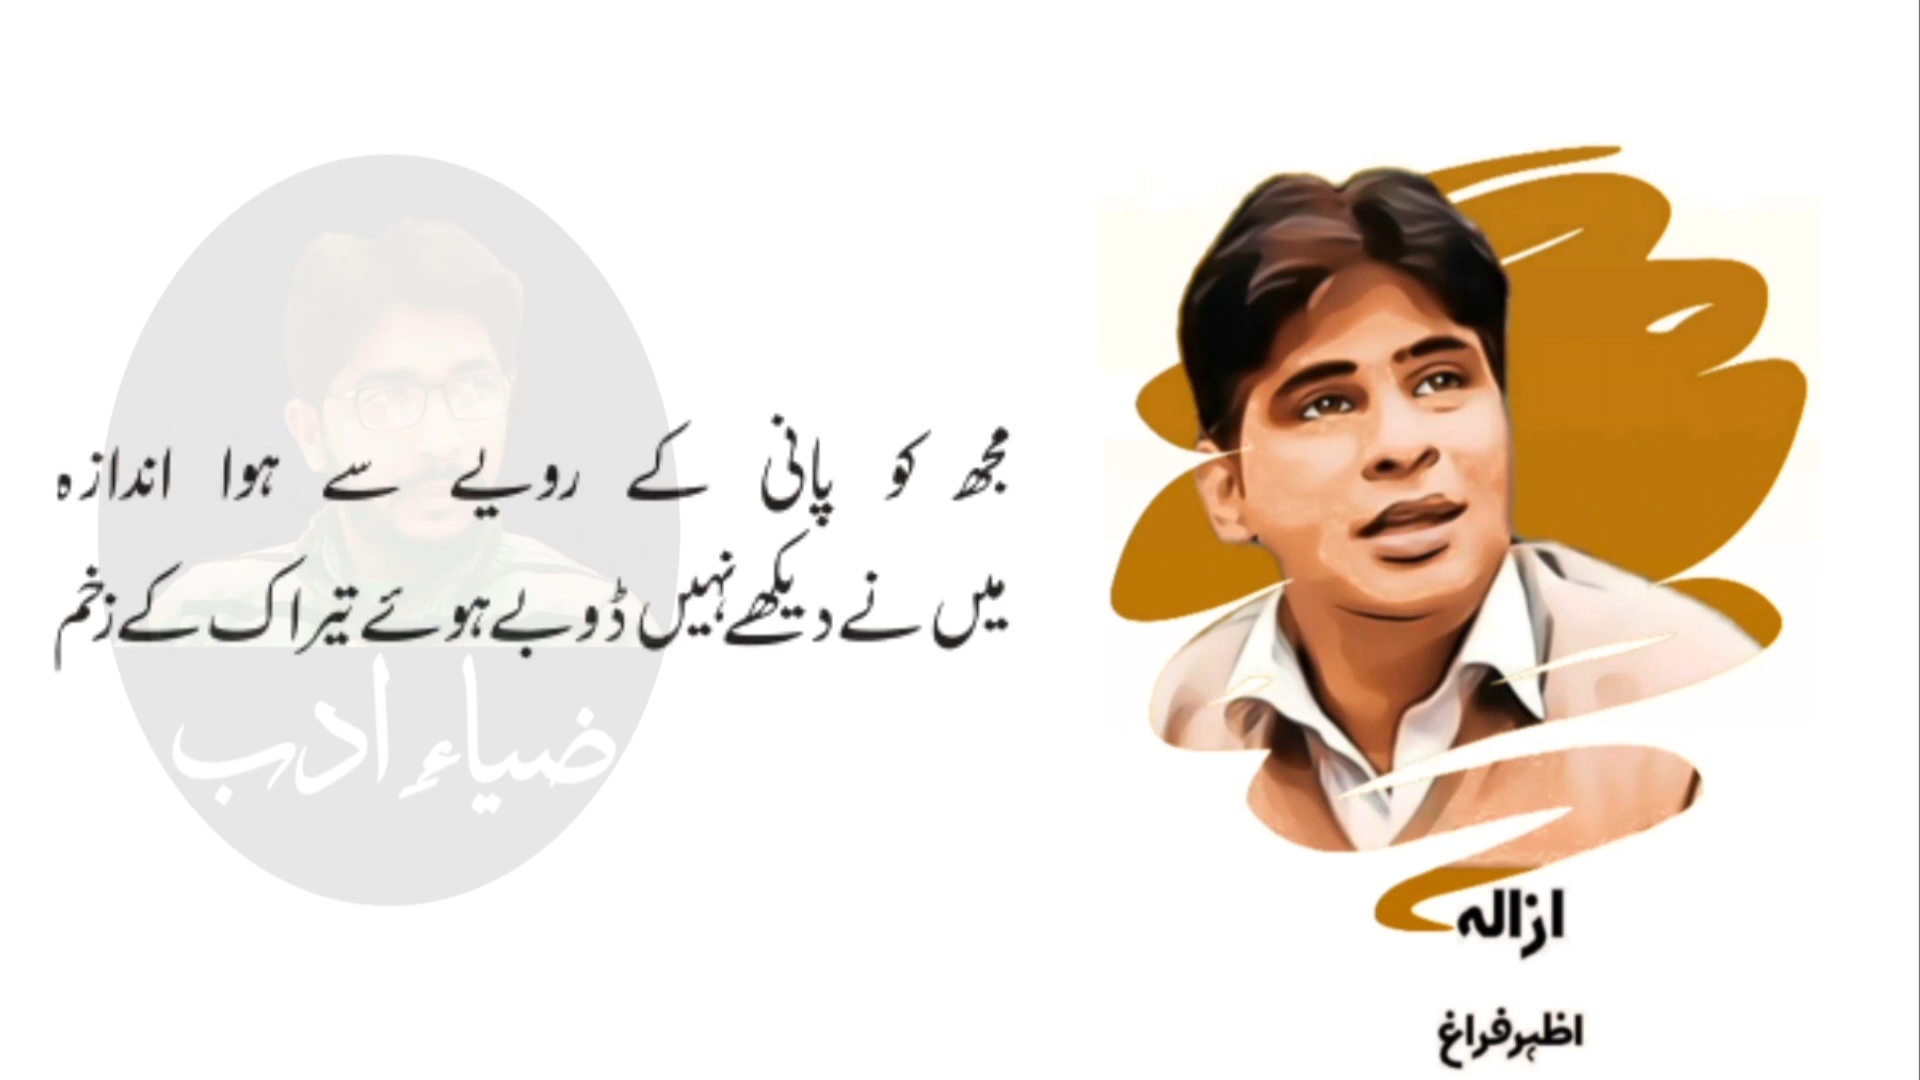 مجھ کو پانی کے رویے سے ہوا اندازہ
میں نے دیکھے نہیں ڈوبے ہوئے تیراک کے زخم
ضیاءِ ادب
ازالہ
اظہر فراغ